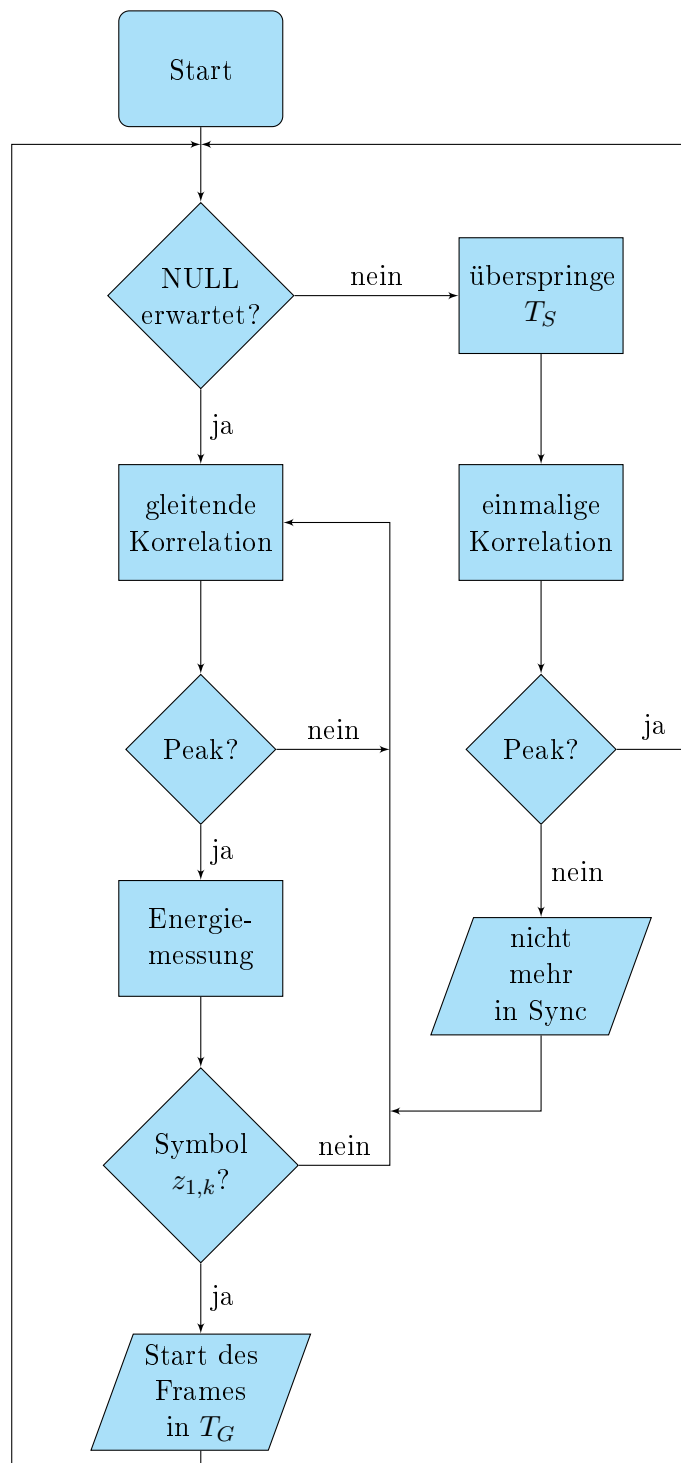 Start
NULL
erwartet?
nein
überspringe
$T_S$
ja
gleitende
Korrelation
einmalige
Korrelation
Peak?
nein
Peak?
ja
ja
Energie-
messung
nein
nicht
mehr
in Sync
Symbol
$z_{1,k}$?
nein
ja
Start des
Frames
in $T_G$